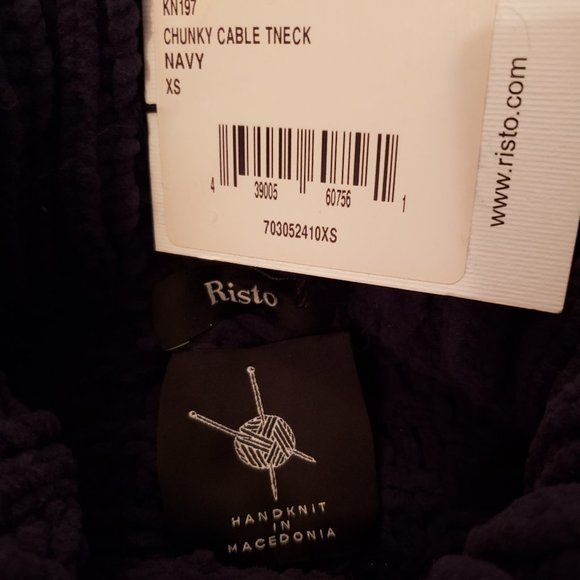 KN197
CHUNKY CABLE TNECK
NAVY
XS
4 39005 60756 1
703052410XS
www.risto.com
Risto
HANDKNIT
IN
MACEDONIA